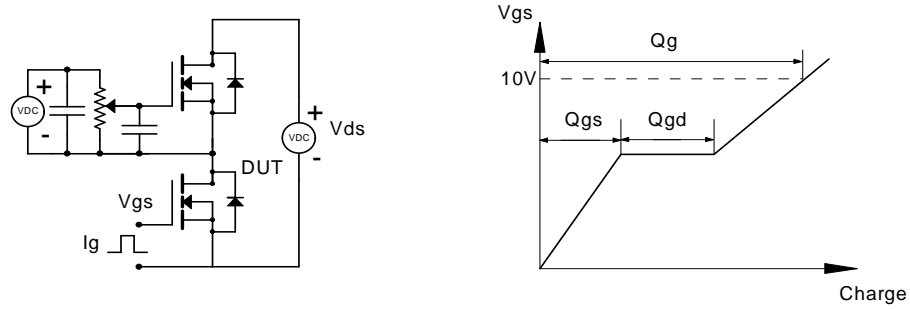 +
VDC
-
+
VDC
-
Vds
DUT
Vgs
Ig
Vgs
Qg
10V
Qgs
Qgd
Charge